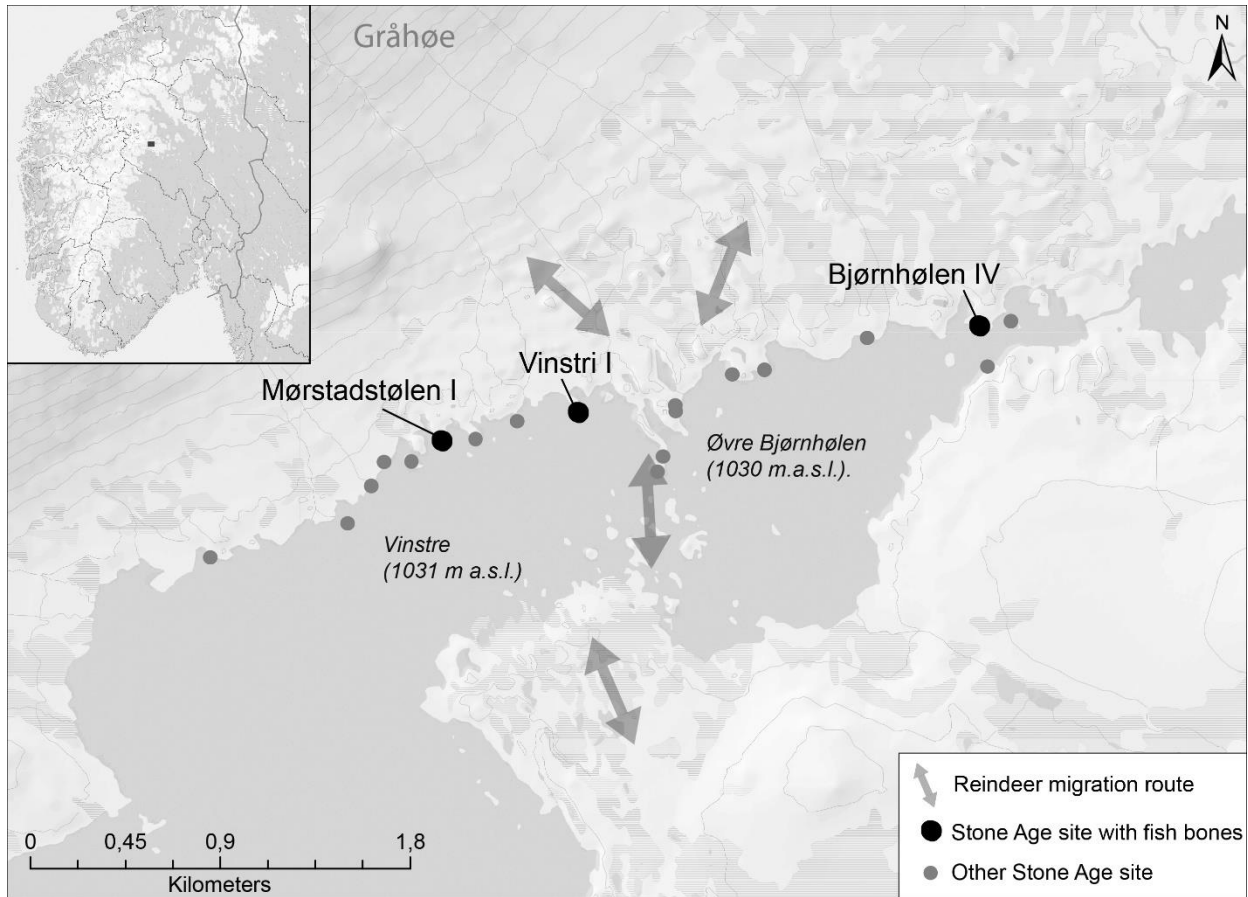 Gråhøe
N
Bjørnhølen IV
Vinstri I
Mørstadstølen I
Øvre Bjørnhølen
(1030 m.a.s.l.).
Vinstre
(1031 m a.s.l.)
0 0,45 0,9 1,8
Kilometers
Reindeer migration route
Stone Age site with fish bones
Other Stone Age site